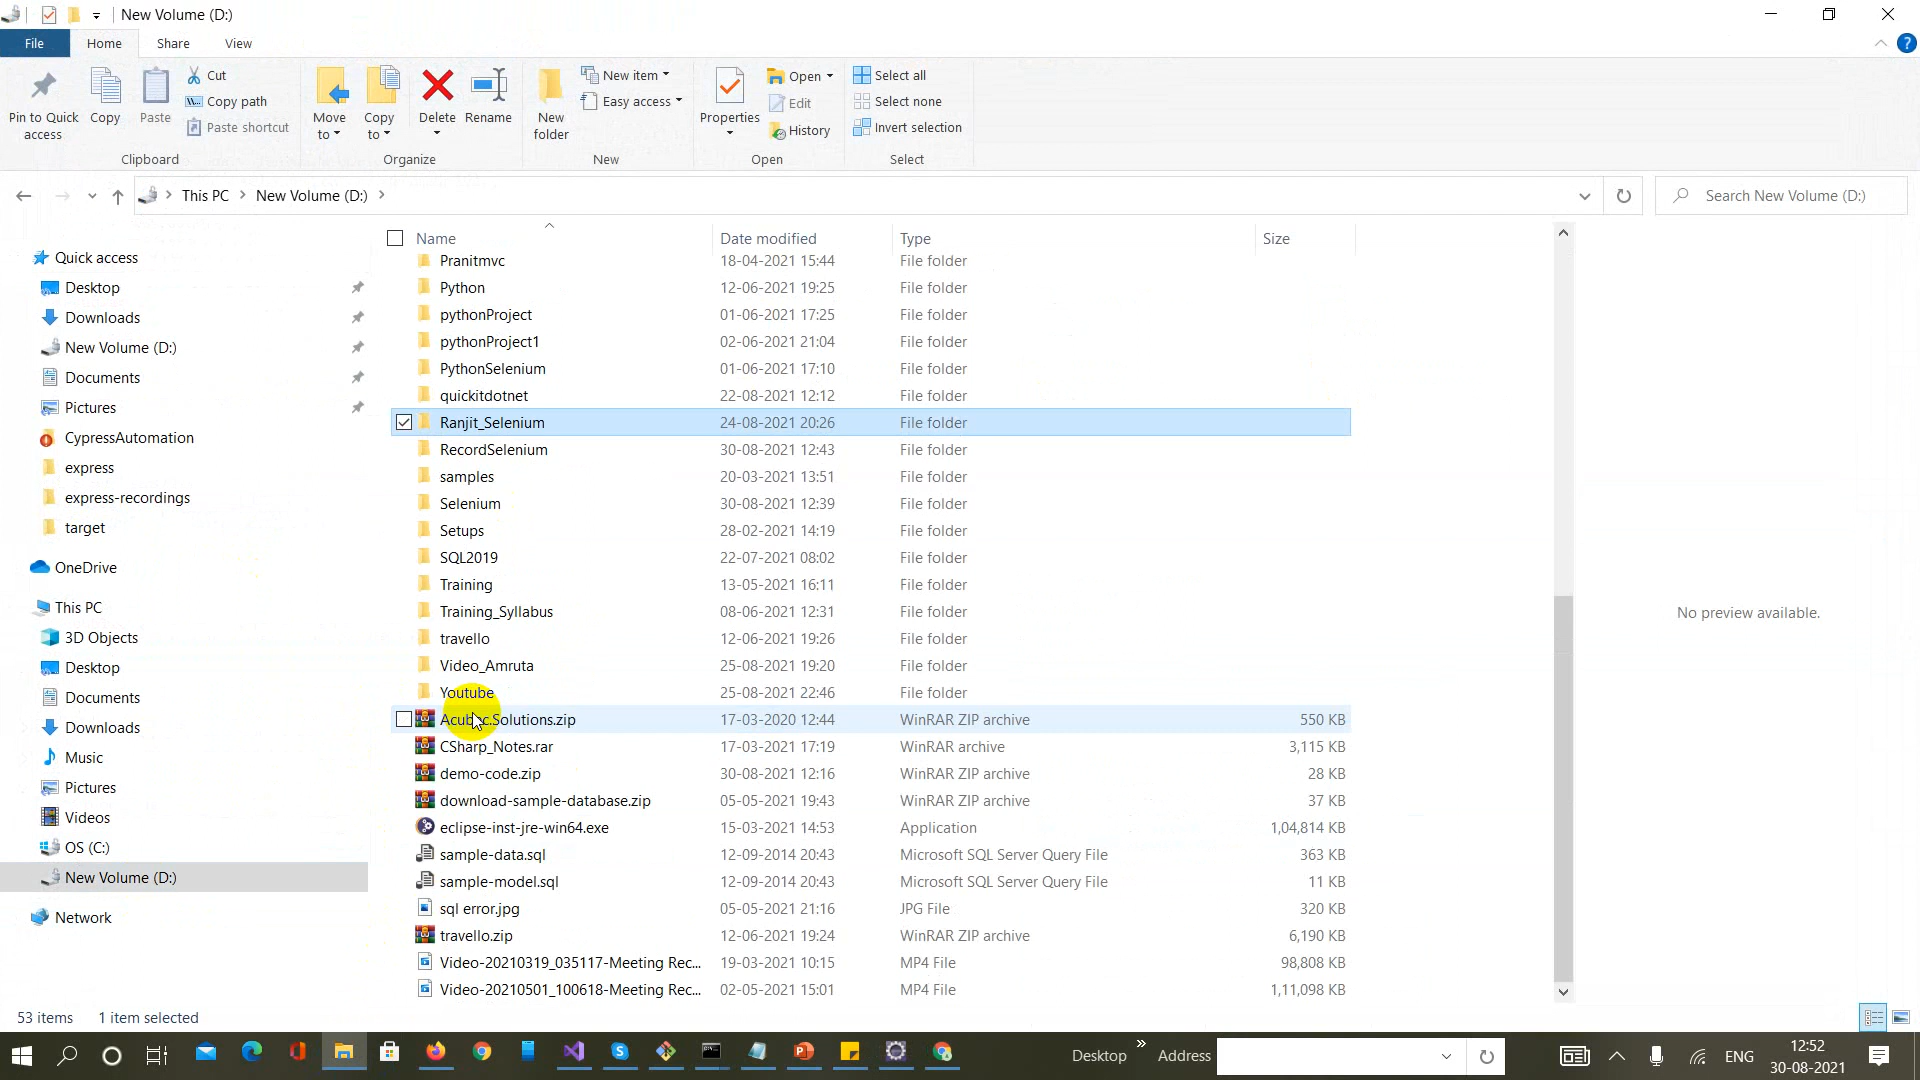 New Volume (D:)
File Home Share View
Pin to Quick access
Copy
Paste
Cut
Copy path
Paste shortcut
Clipboard
Move to
Copy to
Delete
Rename
Organize
New folder
New item
Easy access
New
Properties
Open
Edit
History
Open
Select all
Select none
Invert selection
Select
This PC > New Volume (D:) >
Search New Volume (D:)
Quick access
Desktop
Downloads
New Volume (D:)
Documents
Pictures
CypressAutomation
express
express-recordings
target
OneDrive
This PC
3D Objects
Desktop
Documents
Downloads
Music
Pictures
Videos
OS (C:)
New Volume (D:)
Network
Name Date modified Type Size
Pranitmvc 18-04-2021 15:44 File folder
Python 12-06-2021 19:25 File folder
pythonProject 01-06-2021 17:25 File folder
pythonProject1 02-06-2021 21:04 File folder
PythonSelenium 01-06-2021 17:10 File folder
quickitdotnet 22-08-2021 12:12 File folder
Ranjit_Selenium 24-08-2021 20:26 File folder
RecordSelenium 30-08-2021 12:43 File folder
samples 20-03-2021 13:51 File folder
Selenium 30-08-2021 12:39 File folder
Setups 28-02-2021 14:19 File folder
SQL2019 22-07-2021 08:02 File folder
Training 13-05-2021 16:11 File folder
Training_Syllabus 08-06-2021 12:31 File folder
travello 12-06-2021 19:26 File folder
Video_Amruta 25-08-2021 19:20 File folder
Youtube 25-08-2021 22:46 File folder
17-03-2020 12:44 WinRAR ZIP archive 550 KB
CSharp_Notes.rar 17-03-2021 17:19 WinRAR archive 3,115 KB
demo-code.zip 30-08-2021 12:16 WinRAR ZIP archive 28 KB
download-sample-database.zip 05-05-2021 19:43 WinRAR ZIP archive 37 KB
eclipse-inst-jre-win64.exe 15-03-2021 14:53 Application 1,04,814 KB
sample-data.sql 12-09-2014 20:43 Microsoft SQL Server Query File 363 KB
sample-model.sql 12-09-2014 20:43 Microsoft SQL Server Query File 11 KB
sql error.jpg 05-05-2021 21:16 JPG File 320 KB
travello.zip 12-06-2021 19:24 WinRAR ZIP archive 6,190 KB
Video-20210319_035117-Meeting Rec... 19-03-2021 10:15 MP4 File 98,808 KB
Video-20210501_100618-Meeting Rec... 02-05-2021 15:01 MP4 File 1,11,098 KB
No preview available.
53 items 1 item selected
Desktop » Address ENG
12:52
30-08-2021